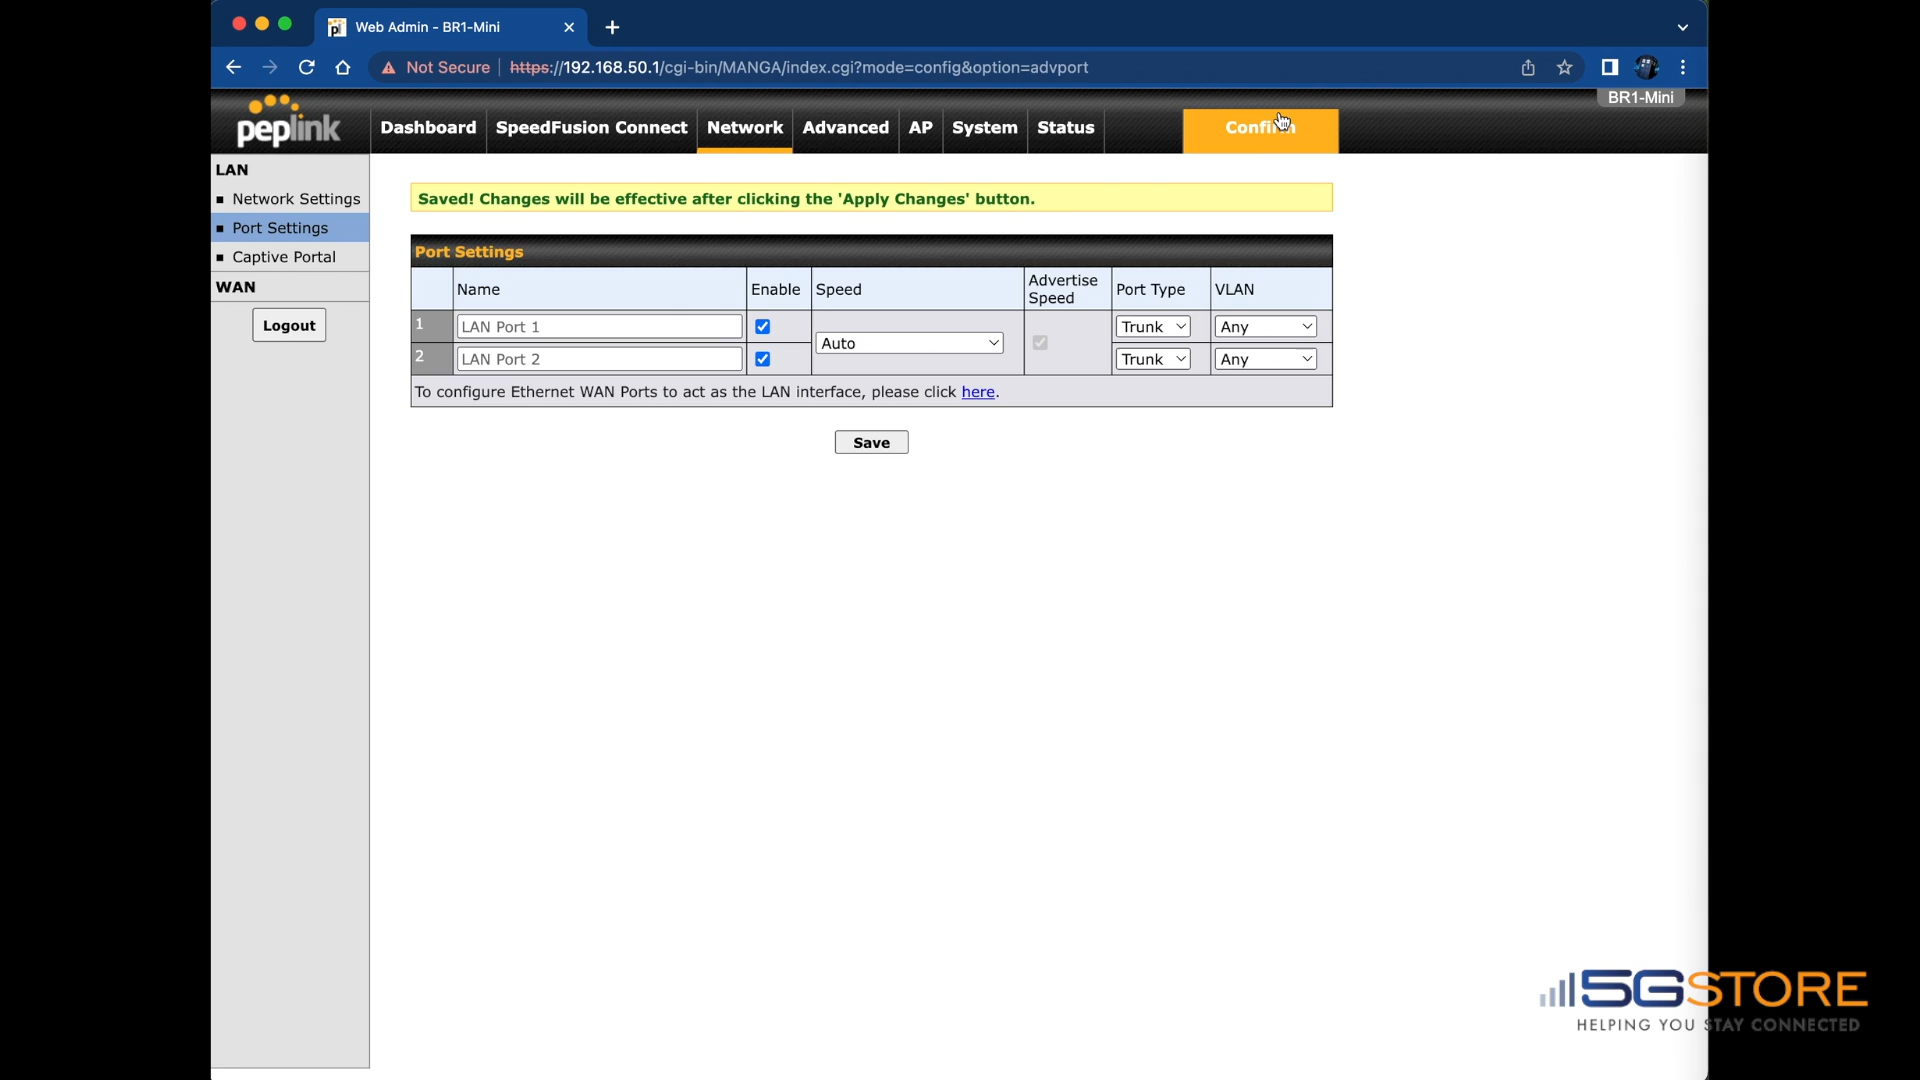 Web Admin - BR1-Mini
Not Secure https://192.168.50.1/cgi-bin/MANGA/index.cgi?mode=config&option=advport
BR1-Mini
peplink
Dashboard SpeedFusion Connect Network Advanced AP System Status Confirm
LAN
Network Settings
Port Settings
Captive Portal
WAN
Logout
Saved! Changes will be effective after clicking the 'Apply Changes' button.
Port Settings
Name Enable Speed Advertise Speed Port Type VLAN
1 LAN Port 1 Auto Trunk Any
2 LAN Port 2 Trunk Any
To configure Ethernet WAN Ports to act as the LAN interface, please click here.
Save
5GSTORE
HELPING YOU STAY CONNECTED